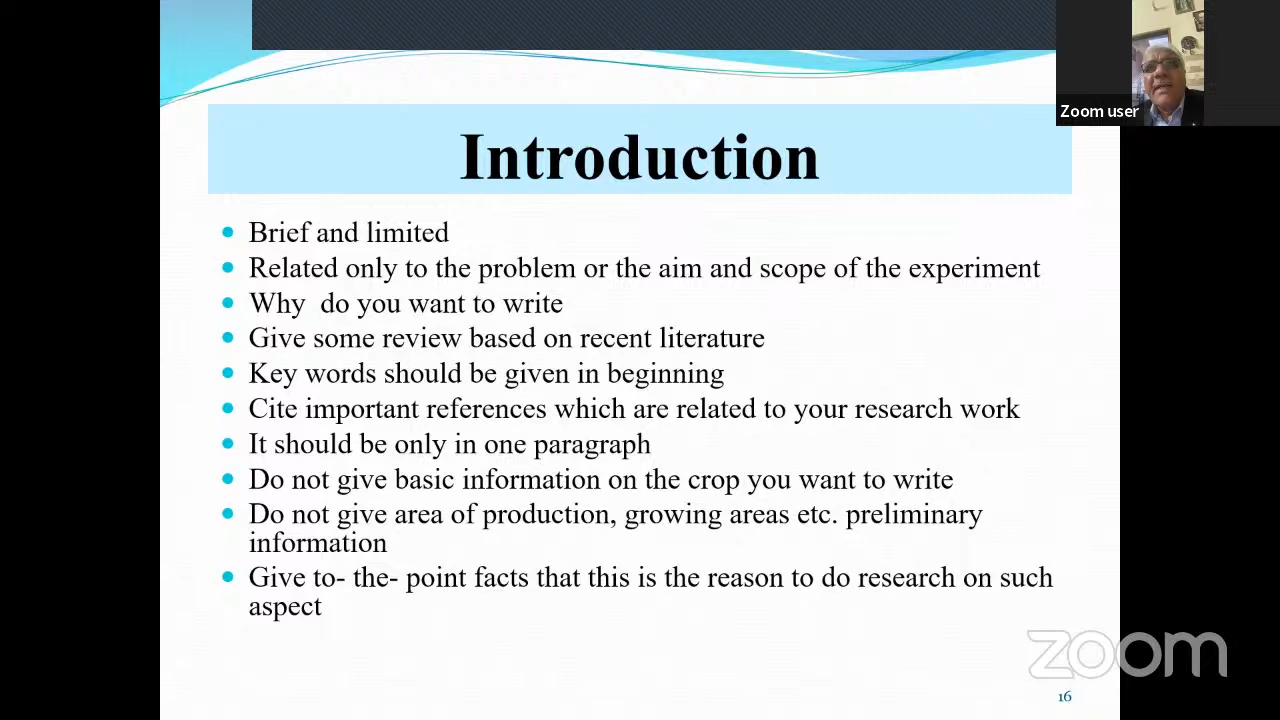 Zoom user
Introduction
Brief and limited
Related only to the problem or the aim and scope of the experiment
Why  do you want to write
Give some review based on recent literature
Key words should be given in beginning
Cite important references which are related to your research work
It should be only in one paragraph
Do not give basic information on the crop you want to write
Do not give area of production, growing areas etc. preliminary
information
Give to- the- point facts that this is the reason to do research on such
aspect
zoom
16